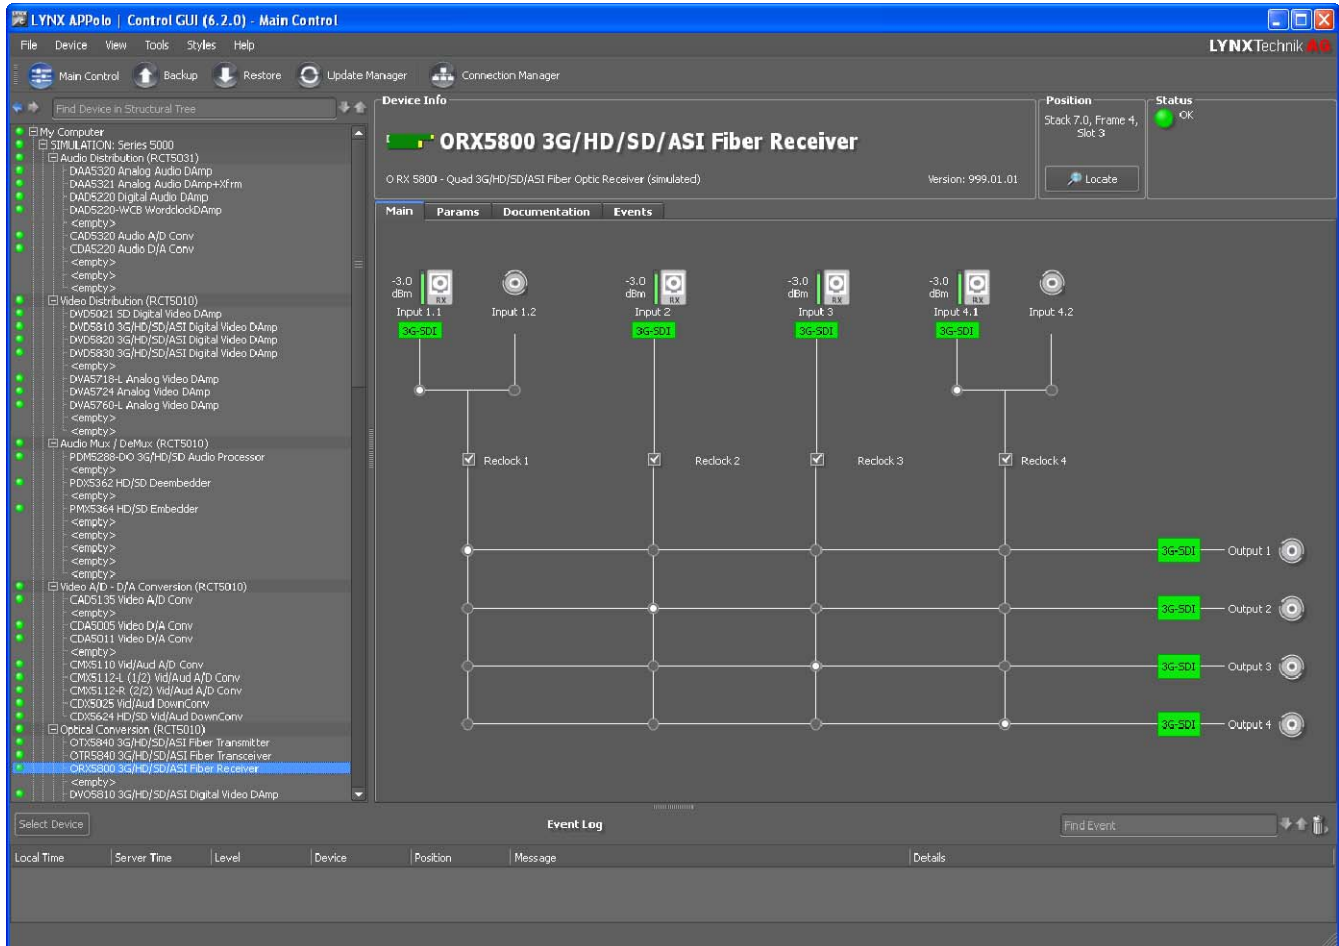 LYNX APPolo | Control GUI (6.2.0) - Main Control
File Device View Tools Styles Help
LYNXTechnik AG
Main Control Backup Restore Update Manager Connection Manager
Find Device in Structural Tree
My Computer
SIMULATION: Series 5000
Audio Distribution (RCT5031)
DAA5320 Analog Audio DAmp
DAA5321 Analog Audio DAmp+Xfrm
DAD5220 Digital Audio DAmp
DAD5220-WCB WordclockDAmp
<empty>
CAD5320 Audio A/D Conv
CDA5220 Audio D/A Conv
<empty>
<empty>
<empty>
Video Distribution (RCT5010)
DVD5021 SD Digital Video DAmp
DVD5810 3G/HD/SD/ASI Digital Video DAmp
DVD5820 3G/HD/SD/ASI Digital Video DAmp
DVD5830 3G/HD/SD/ASI Digital Video DAmp
<empty>
DVA5718-L Analog Video DAmp
DVA5724 Analog Video DAmp
DVA5760-L Analog Video DAmp
<empty>
<empty>
Audio Mux / DeMux (RCT5010)
PDM5288-DO 3G/HD/SD Audio Processor
<empty>
PDX5362 HD/SD Deembedder
<empty>
PMX5364 HD/SD Embedder
<empty>
<empty>
<empty>
<empty>
<empty>
Video A/D - D/A Conversion (RCT5010)
CAD5135 Video A/D Conv
<empty>
CDA5005 Video D/A Conv
CDA5011 Video D/A Conv
<empty>
CMX5110 Vid/Aud A/D Conv
CMX5112-L (1/2) Vid/Aud A/D Conv
CMX5112-R (2/2) Vid/Aud A/D Conv
CDX5025 Vid/Aud DownConv
CDX5624 HD/SD Vid/Aud DownConv
Optical Conversion (RCT5010)
OTX5840 3G/HD/SD/ASI Fiber Transmitter
OTR5840 3G/HD/SD/ASI Fiber Transceiver
ORX5800 3G/HD/SD/ASI Fiber Receiver
<empty>
DVO5810 3G/HD/SD/ASI Digital Video DAmp
Device Info
ORX5800 3G/HD/SD/ASI Fiber Receiver
O RX 5800 - Quad 3G/HD/SD/ASI Fiber Optic Receiver (simulated) Version: 999.01.01
Position
Stack 7.0, Frame 4,
Slot 3
Locate
Status
OK
Main Params Documentation Events
-3.0 -3.0 -3.0 -3.0
dBm RX dBm RX dBm RX dBm RX
Input 1.1 Input 1.2 Input 2 Input 3 Input 4.1 Input 4.2
3G-SDI 3G-SDI 3G-SDI 3G-SDI
Reclock 1 Reclock 2 Reclock 3 Reclock 4
3G-SDI Output 1
3G-SDI Output 2
3G-SDI Output 3
3G-SDI Output 4
Select Device Event Log Find Event
Local Time Server Time Level Device Position Message Details